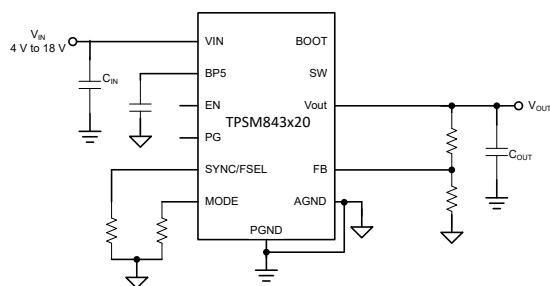 VIN
4 V to 18 V
CIN
VIN
BOOT
BP5
SW
EN
Vout
VOUT
TPSM843x20
PG
COUT
SYNC/FSEL
FB
MODE
AGND
PGND